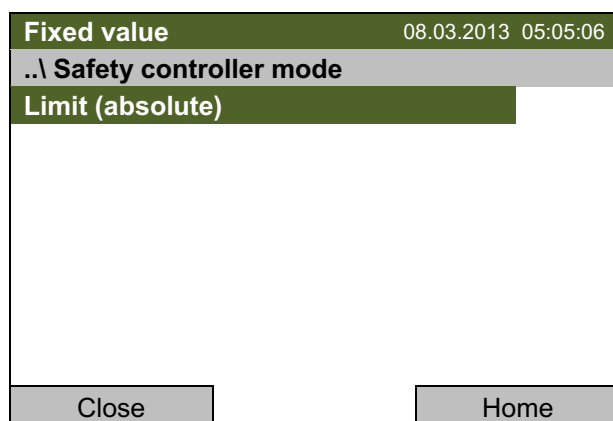 Fixed value 08.03.2013 05:05:06
..\ Safety controller mode
Limit (absolute)
Close Home